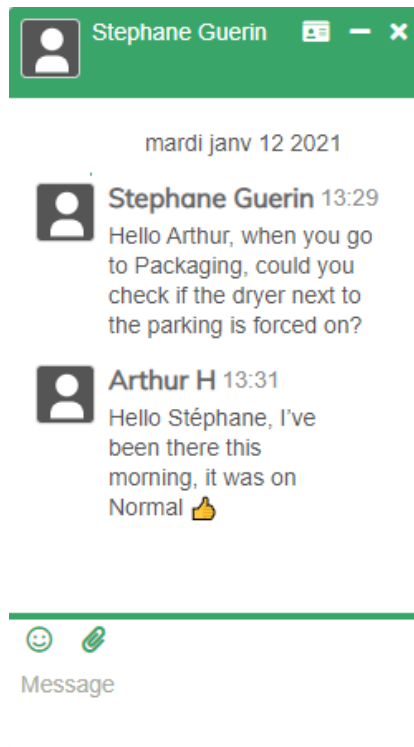 Stephane Guerin
mardi janv 12 2021
Stephane Guerin 13:29
Hello Arthur, when you go
to Packaging, could you
check if the dryer next to
the parking is forced on?
Arthur H 13:31
Hello Stéphane, I’ve
been there this
morning, it was on
Normal 👍
Message